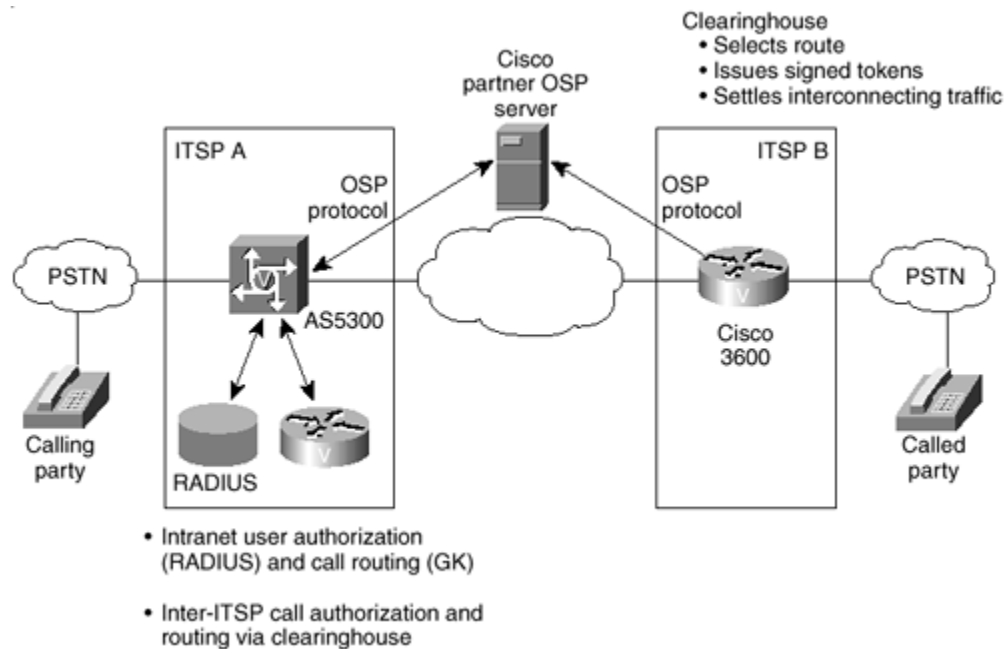 Clearinghouse
• Selects route
• Issues signed tokens
• Settles interconnecting traffic
Cisco
partner OSP
server
ITSP A
ITSP B
OSP
protocol
OSP
protocol
PSTN
V
AS5300
V
Cisco
3600
PSTN
Calling
party
RADIUS
V
Called
party
• Intranet user authorization
(RADIUS) and call routing (GK)
• Inter-ITSP call authorization and
routing via clearinghouse